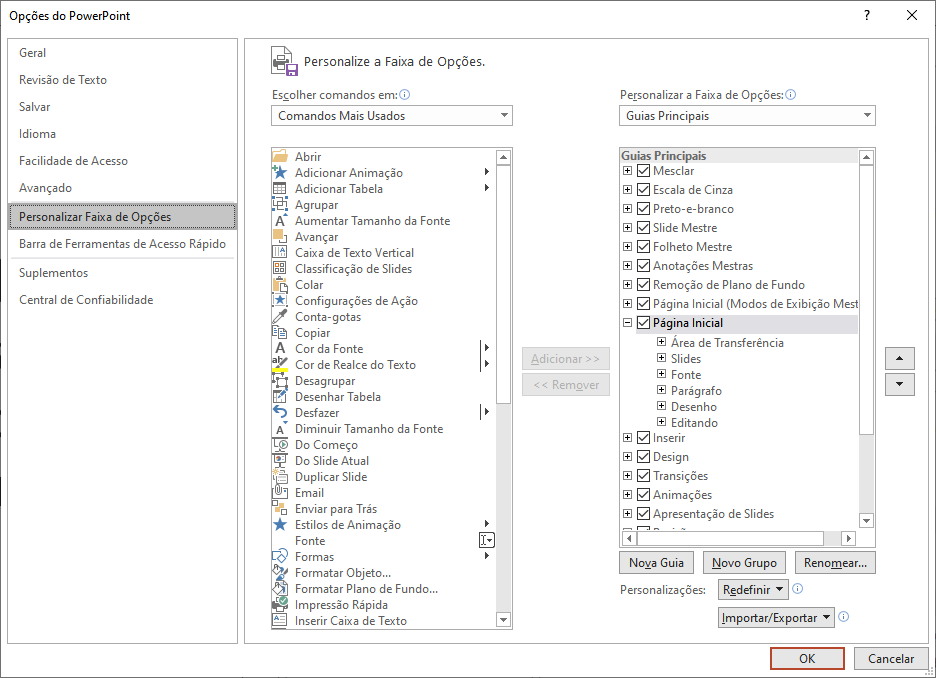 Opções do PowerPoint
?
Geral
Revisão de Texto
Salvar
Idioma
Facilidade de Acesso
Avançado
Personalizar Faixa de Opções
Barra de Ferramentas de Acesso Rápido
Suplementos
Central de Confiabilidade
Personalize a Faixa de Opções.
Escolher comandos em:
Comandos Mais Usados
Abrir
Adicionar Animação
Adicionar Tabela
Agrupar
Aumentar Tamanho da Fonte
Avançar
Caixa de Texto Vertical
Classificação de Slides
Colar
Configurações de Ação
Conta-gotas
Copiar
Cor da Fonte
Cor de Realce do Texto
Desagrupar
Desenhar Tabela
Desfazer
Diminuir Tamanho da Fonte
Do Começo
Do Slide Atual
Duplicar Slide
Email
Enviar para Trás
Estilos de Animação
Fonte
Formas
Formatar Objeto...
Formatar Plano de Fundo...
Impressão Rápida
Inserir Caixa de Texto
Adicionar >>
<< Remover
Personalizar a Faixa de Opções:
Guias Principais
Guias Principais
Mesclar
Escala de Cinza
Preto-e-branco
Slide Mestre
Folheto Mestre
Anotações Mestras
Remoção de Plano de Fundo
Página Inicial (Modos de Exibição Mest
Página Inicial
Área de Transferência
Slides
Fonte
Parágrafo
Desenho
Editando
Inserir
Design
Transições
Animações
Apresentação de Slides
Nova Guia
Novo Grupo
Renomear...
Personalizações:
Redefinir
Importar/Exportar
OK
Cancelar